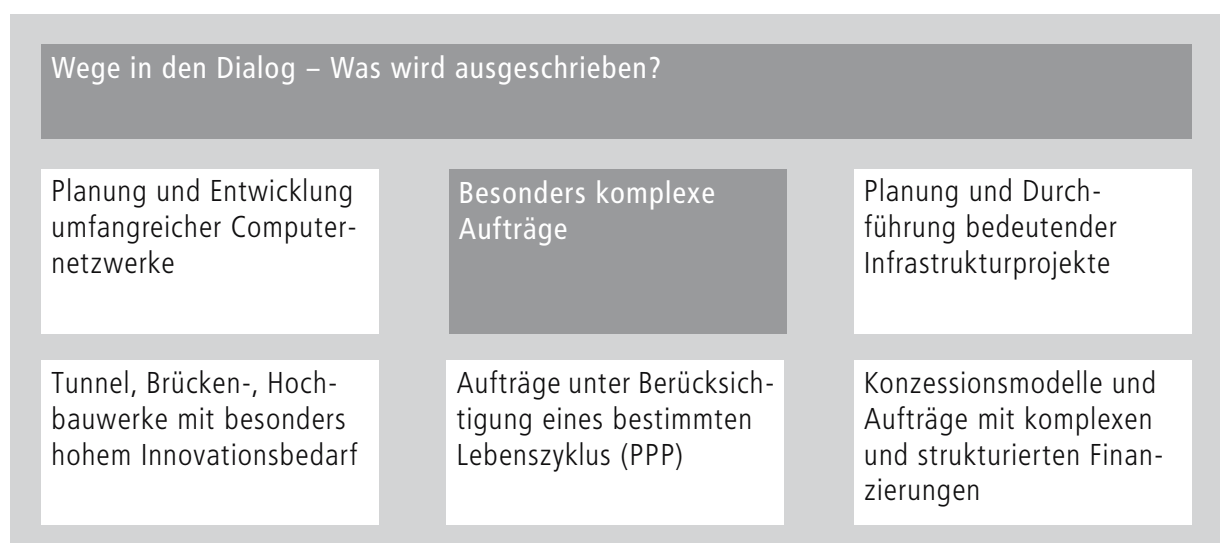 Wege in den Dialog – Was wird ausgeschrieben?
Planung und Entwicklung
umfangreicher Computer-
netzwerke
Besonders komplexe
Aufträge
Planung und Durch-
führung bedeutender
Infrastrukturprojekte
Tunnel, Brücken-, Hoch-
bauwerke mit besonders
hohem Innovationsbedarf
Aufträge unter Berücksich-
tigung eines bestimmten
Lebenszyklus (PPP)
Konzessionsmodelle und
Aufträge mit komplexen
und strukturierten Finan-
zierungen